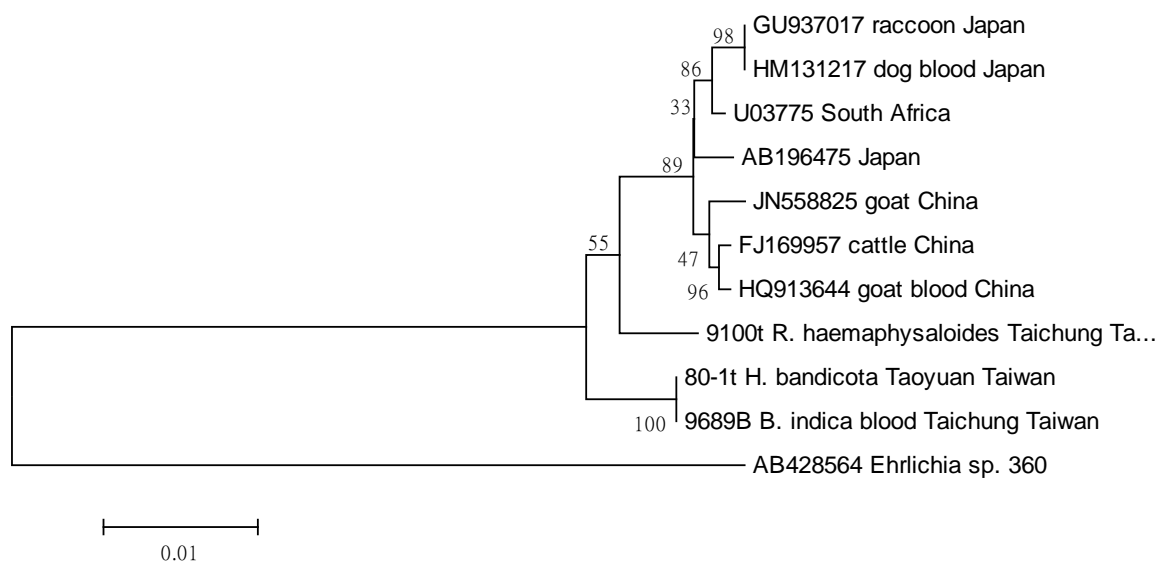 GU937017 raccoon Japan
98
HM131217 dog blood Japan
86
33
U03775 South Africa
AB196475 Japan
89
JN558825 goat China
FJ169957 cattle China
55
47
HQ913644 goat blood China
96
9100t R. haemaphysaloides Taichung Ta...
80-1t H. bandicota Taoyuan Taiwan
9689B B. indica blood Taichung Taiwan
100
AB428564 Ehrlichia sp. 360
0.01